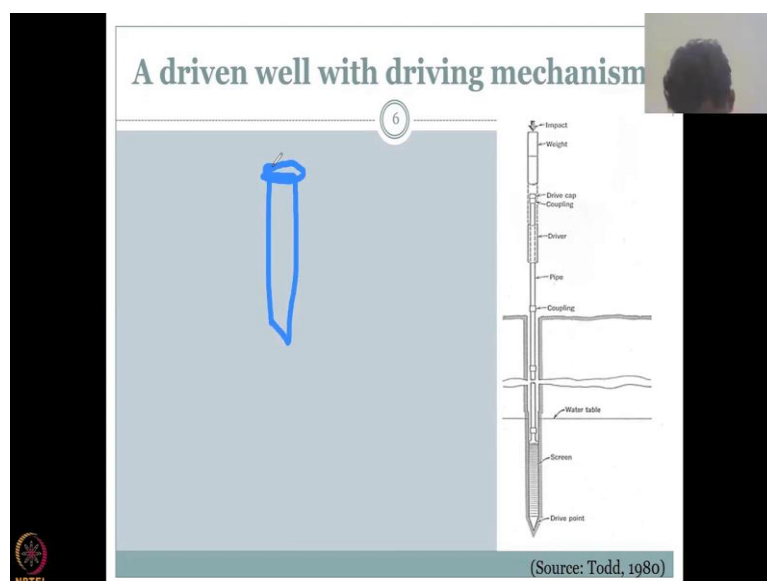 A driven well with driving mechanism
6
Impact
Weight
Drive cap
Coupling
Driver
Pipe
Coupling
Water table
Screen
Drive point
(Source: Todd, 1980)
NPTEL